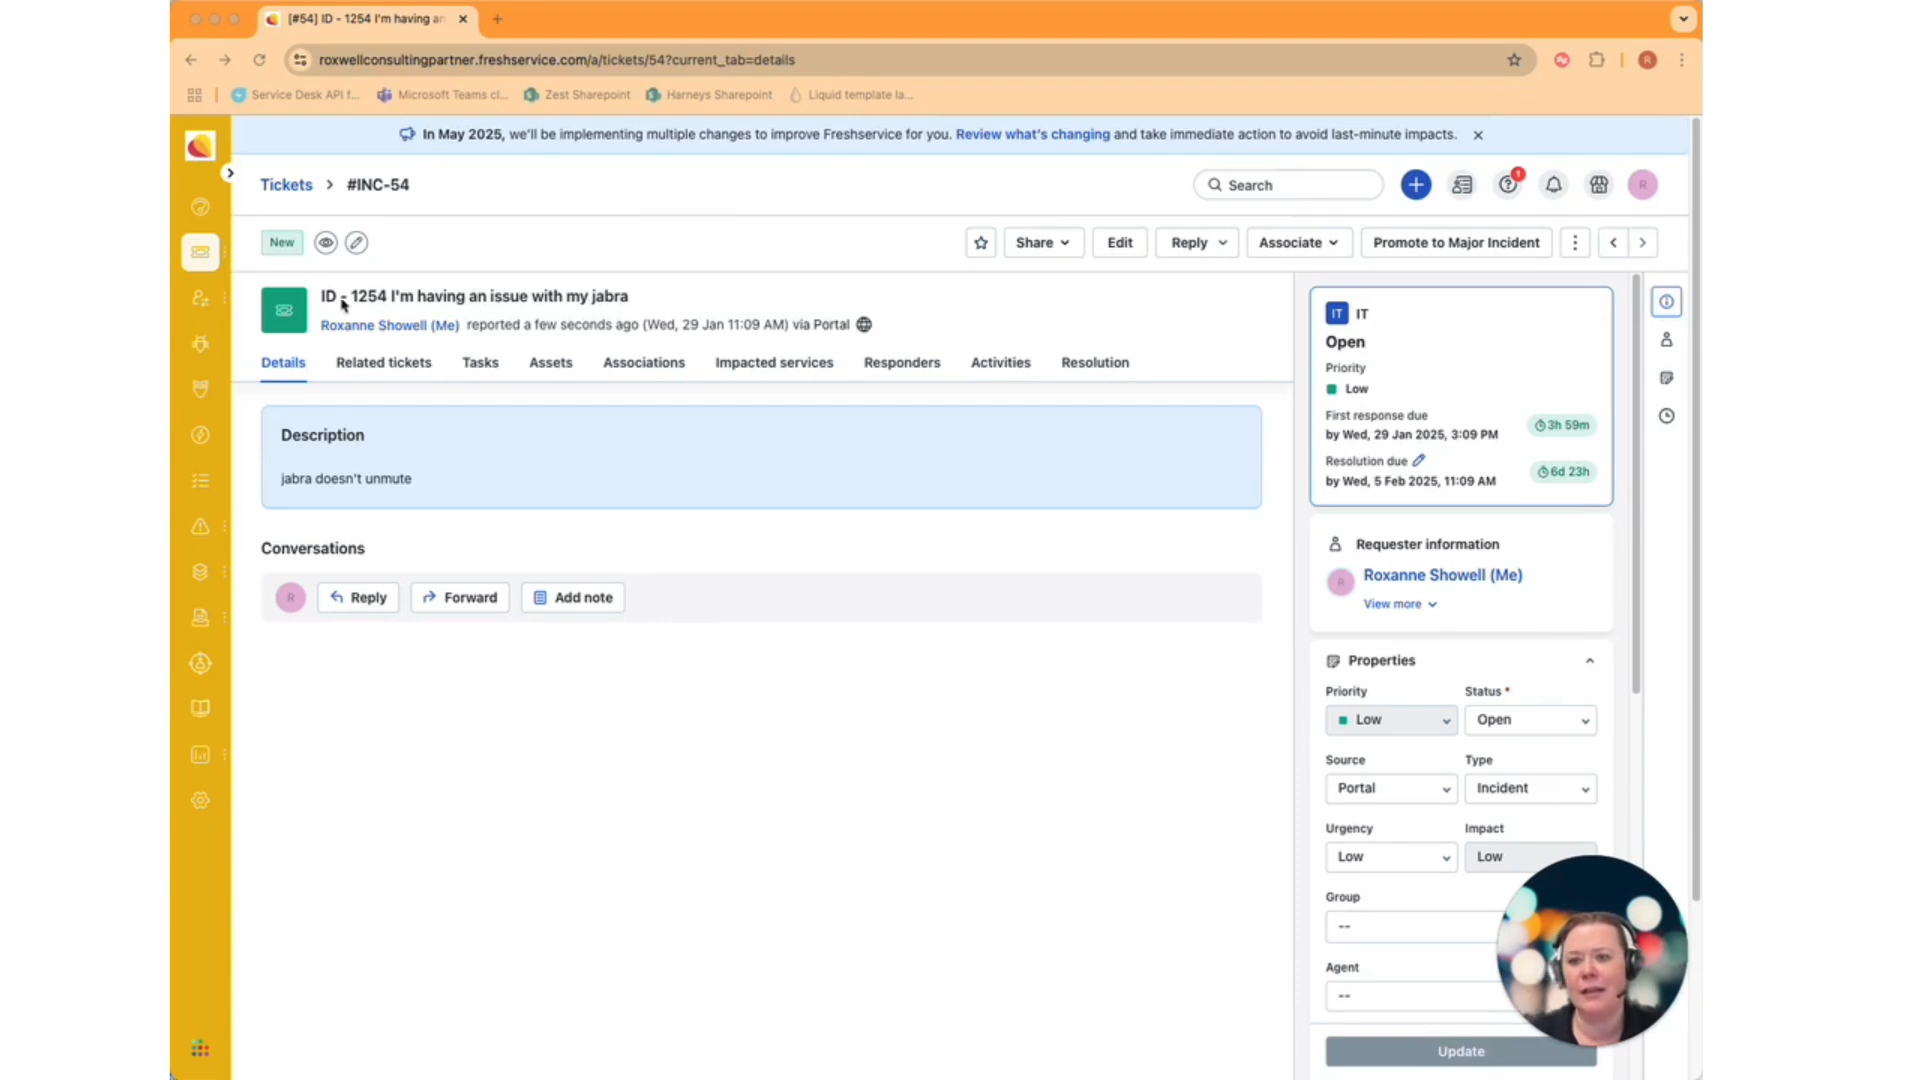 [#54] ID - 1254 I'm having an
roxwellconsultingpartner.freshservice.com/a/tickets/54?current_tab=details
R
Service Desk API f...
Microsoft Teams cl...
Zest Sharepoint
Harneys Sharepoint
Liquid template la...
In May 2025, we'll be implementing multiple changes to improve Freshservice for you. Review what's changing and take immediate action to avoid last-minute impacts.
Tickets > #INC-54
Search
1
R
New
Share
Edit
Reply
Associate
Promote to Major Incident
ID - 1254 I'm having an issue with my jabra
Roxanne Showell (Me) reported a few seconds ago (Wed, 29 Jan 11:09 AM) via Portal
Details
Related tickets
Tasks
Assets
Associations
Impacted services
Responders
Activities
Resolution
Description
jabra doesn't unmute
Conversations
R
Reply
Forward
Add note
IT IT
Open
Priority
Low
First response due
by Wed, 29 Jan 2025, 3:09 PM
3h 59m
Resolution due
by Wed, 5 Feb 2025, 11:09 AM
6d 23h
Requester information
R
Roxanne Showell (Me)
View more
Properties
Priority
Status *
Low
Open
Source
Type
Portal
Incident
Urgency
Impact
Low
Low
Group
--
Agent
--
Update